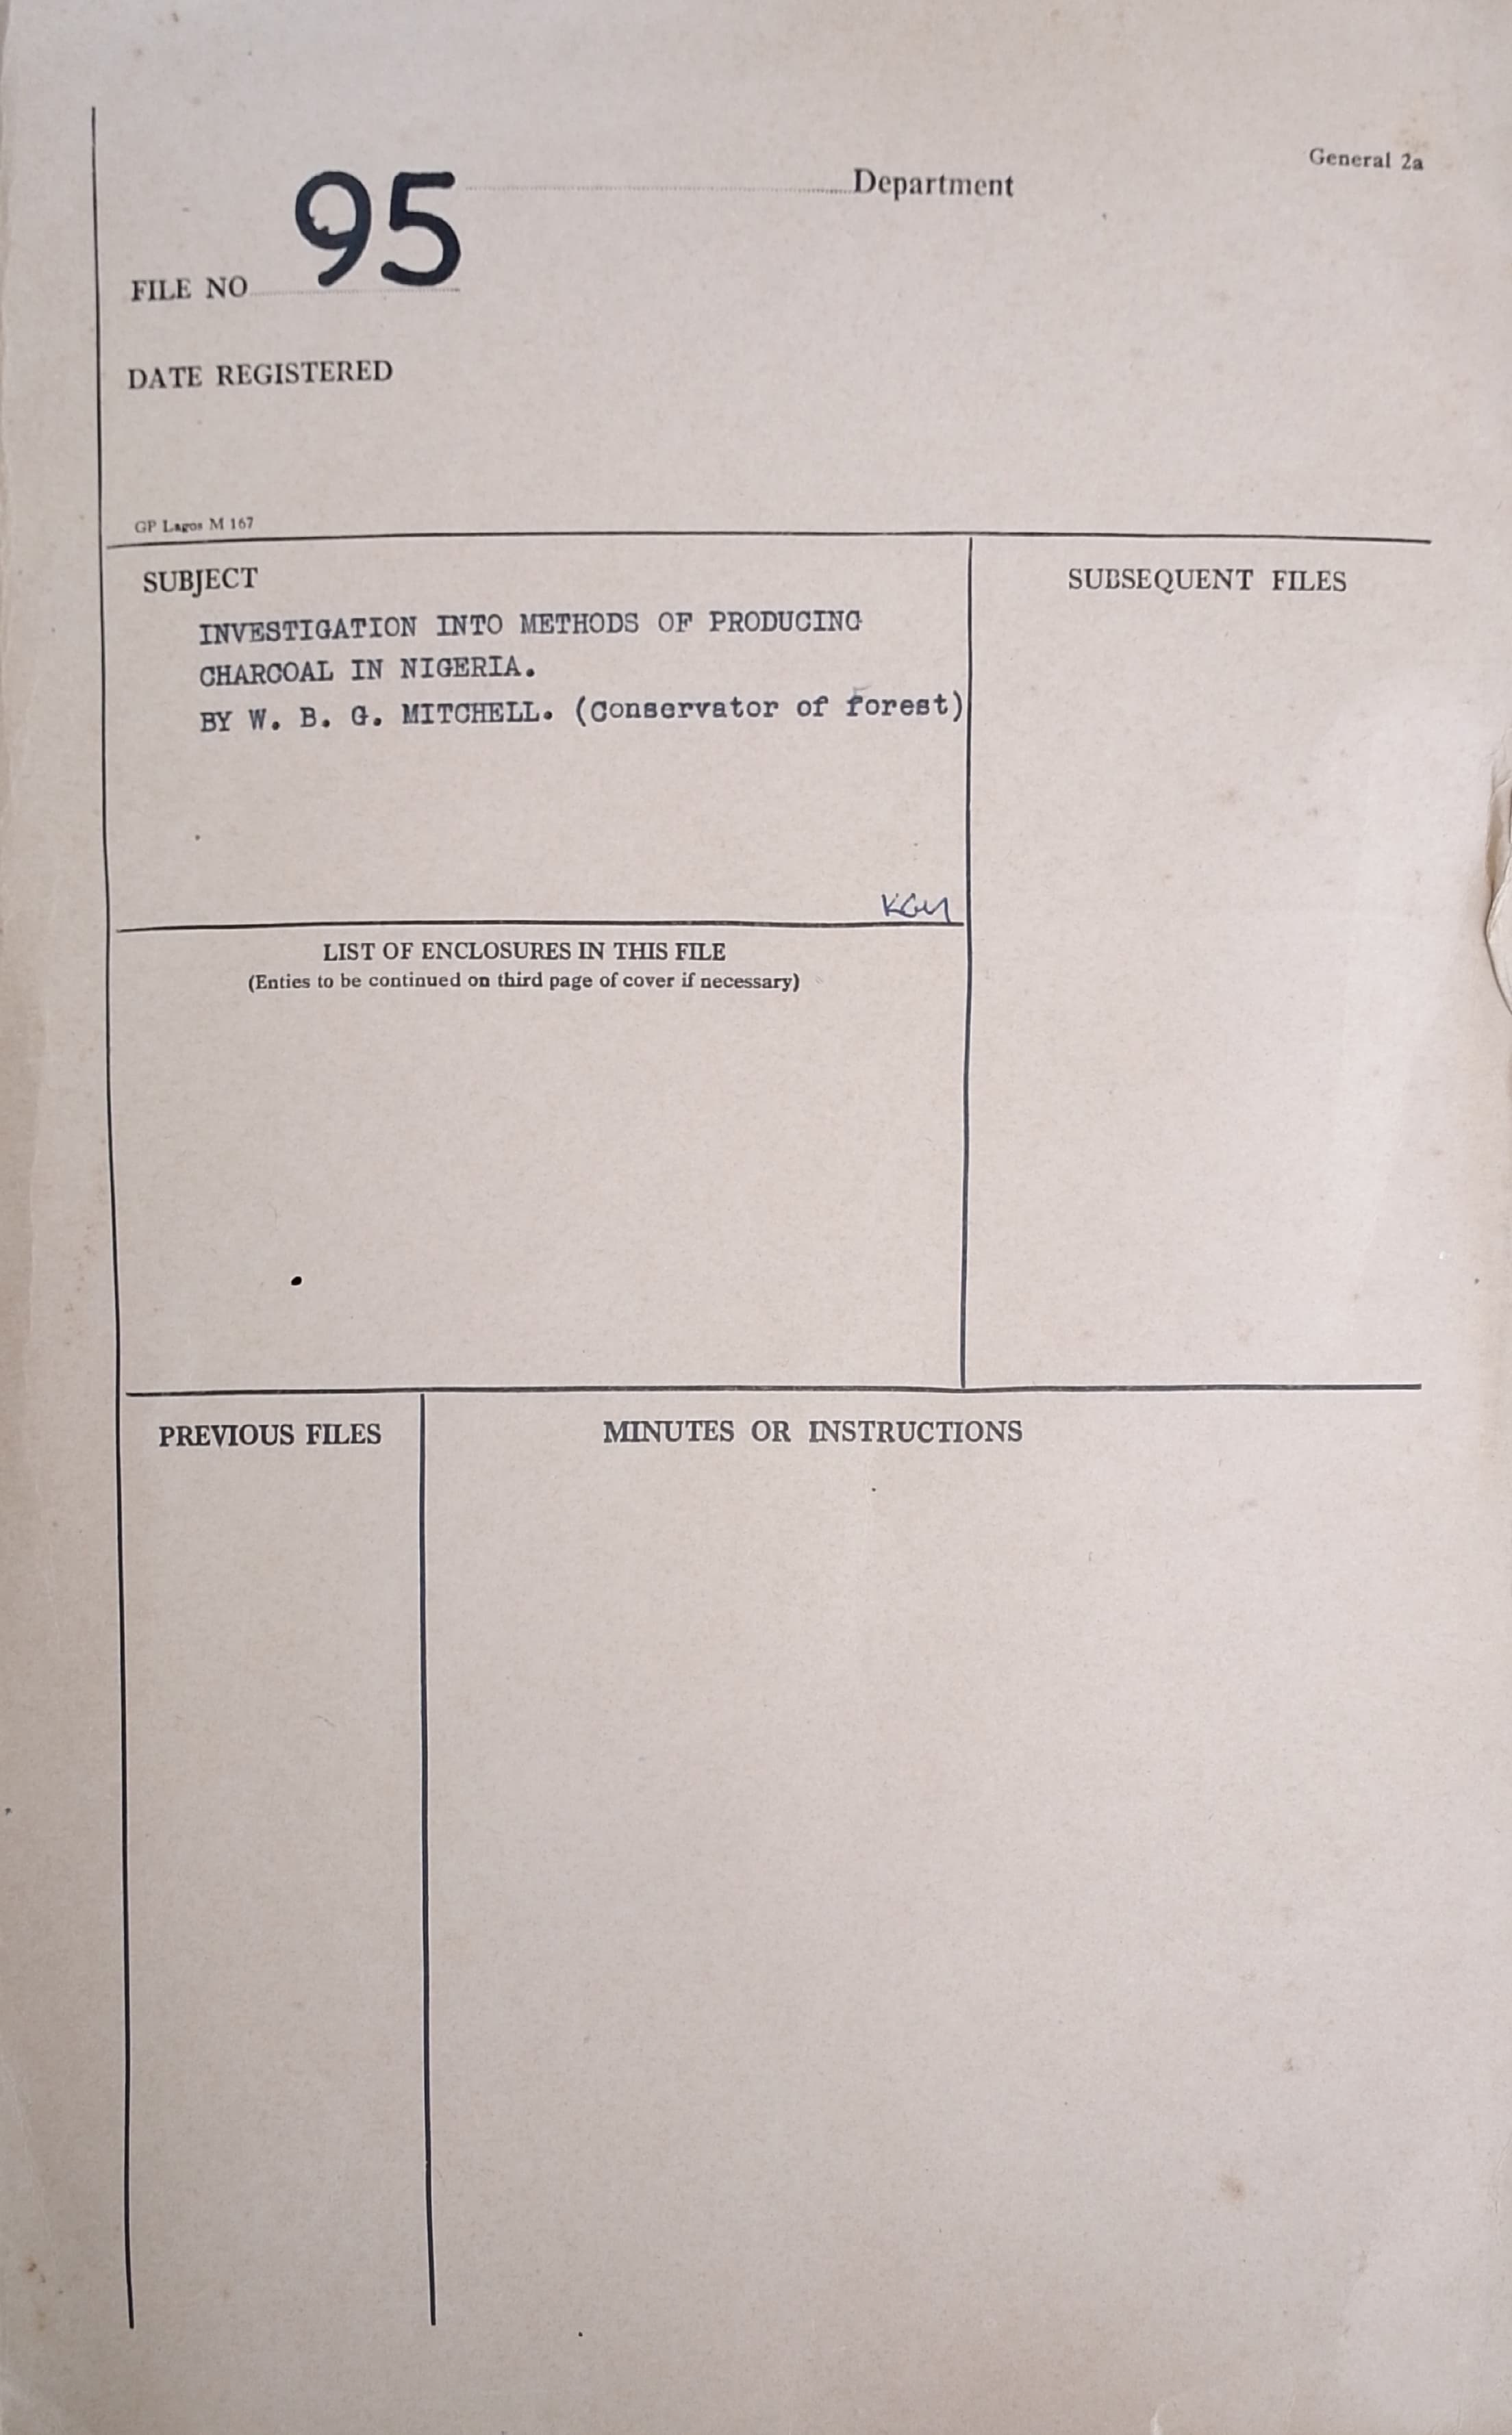 General 2a
Department
95
FILE NO
DATE REGISTERED
GP Lagos M 167
SUBJECT
INVESTIGATION INTO METHODS OF PRODUCING
CHARCOAL IN NIGERIA.
BY W. B. G. MITCHELL. (Conservator of forest)
SUBSEQUENT FILES
LIST OF ENCLOSURES IN THIS FILE
(Enties to be continued on third page of cover if necessary)
PREVIOUS FILES
MINUTES OR INSTRUCTIONS